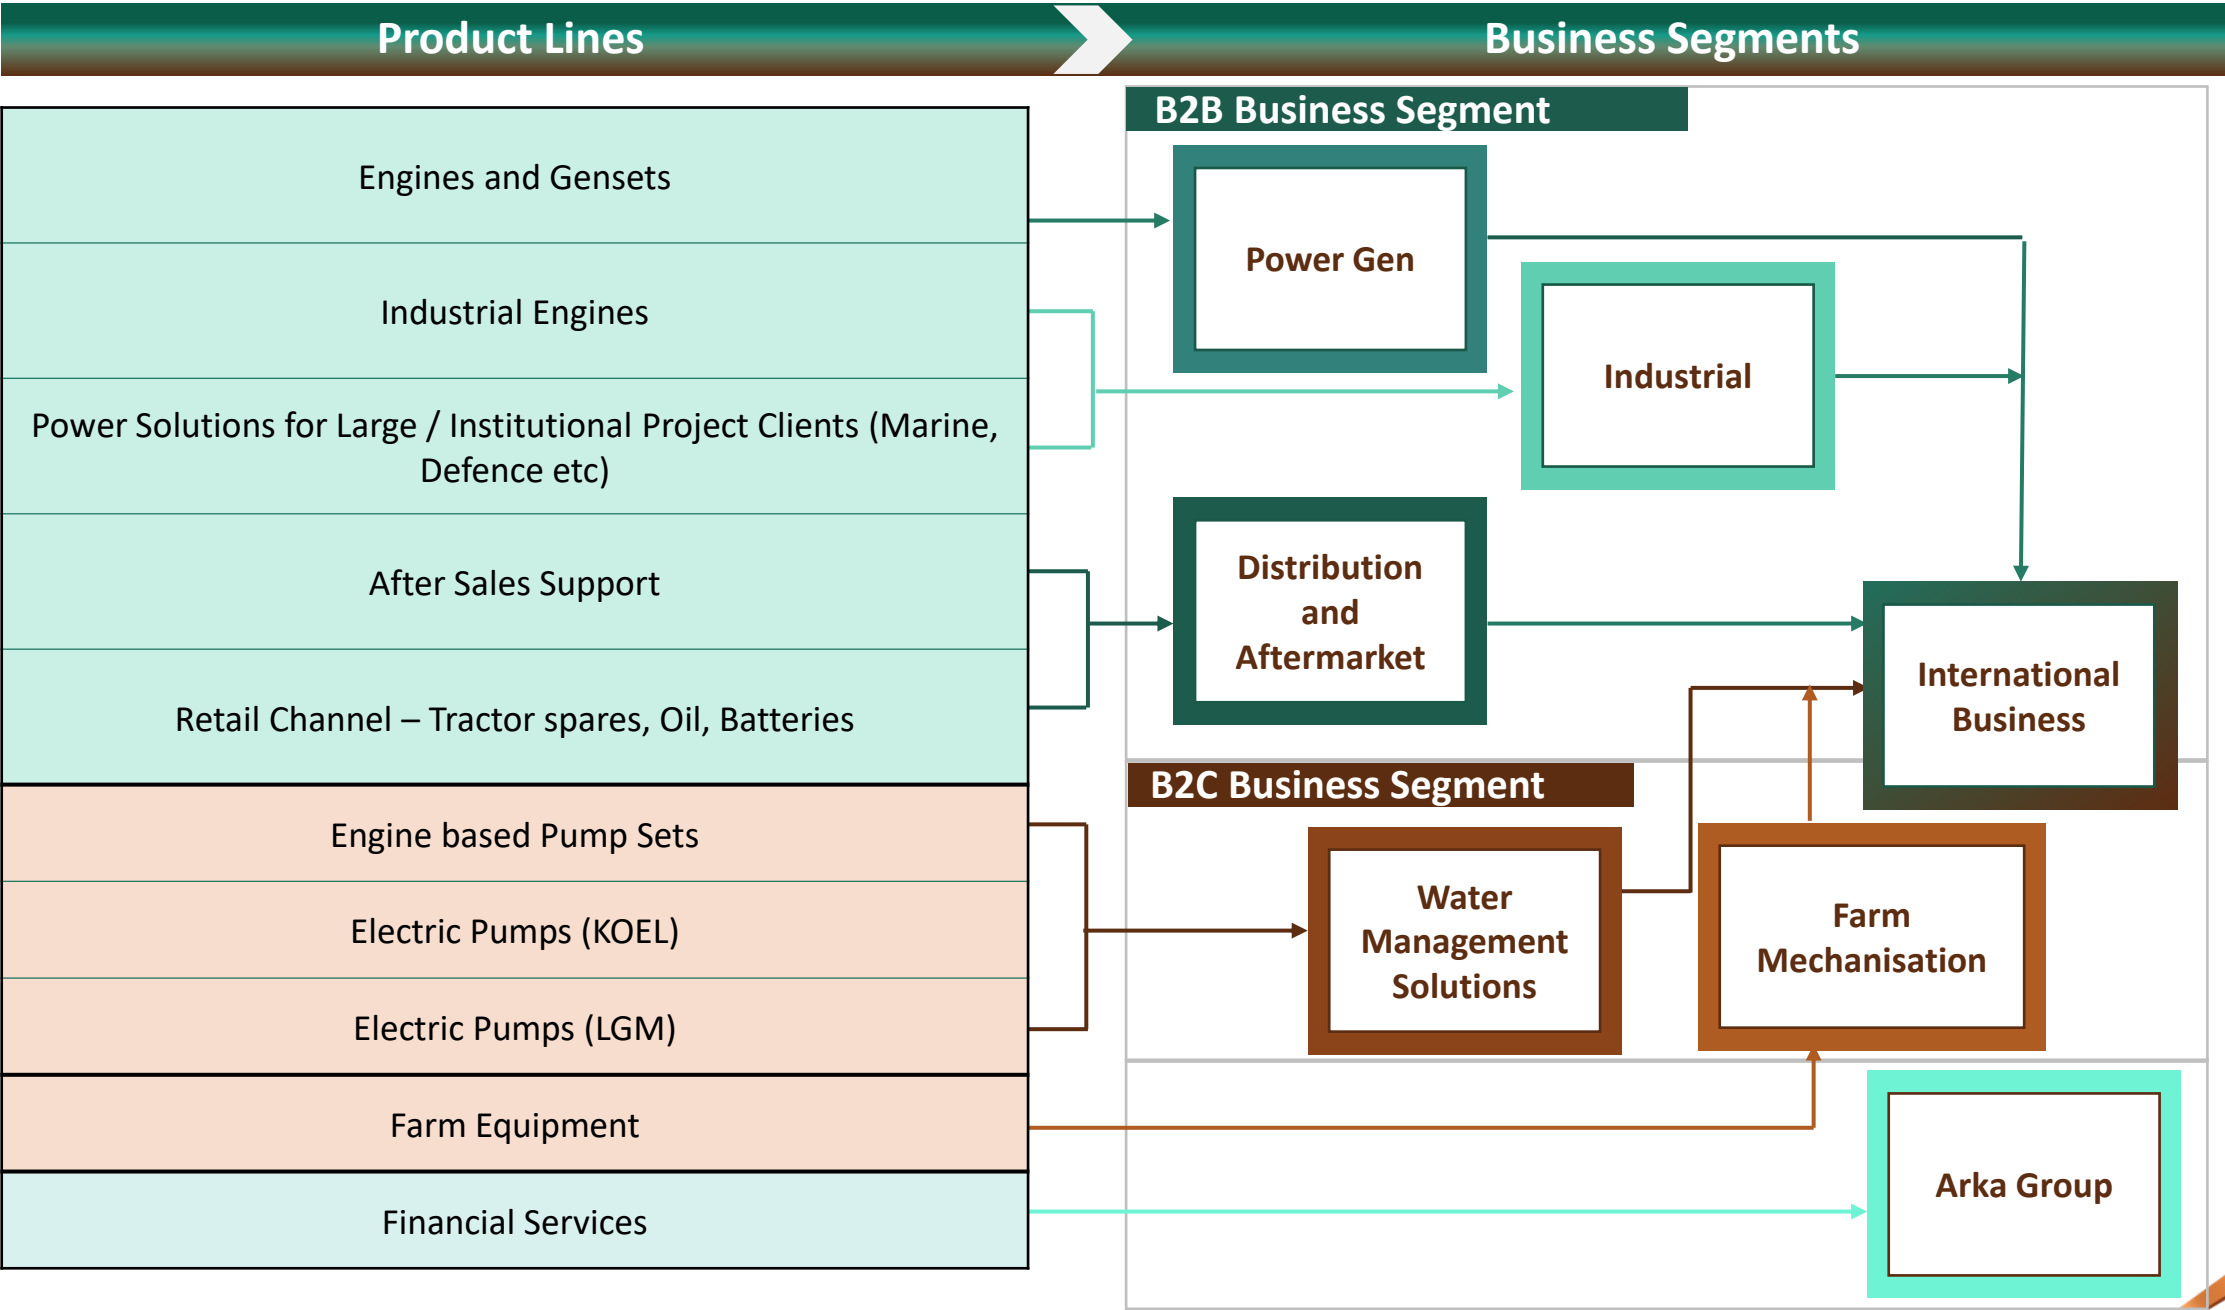 Product Lines
Business Segments
Engines and Gensets
Industrial Engines
Power Solutions for Large / Institutional Project Clients (Marine,
Defence etc)
After Sales Support
Retail Channel – Tractor spares, Oil, Batteries
Engine based Pump Sets
Electric Pumps (KOEL)
Electric Pumps (LGM)
Farm Equipment
Financial Services
B2B Business Segment
Power Gen
Industrial
Distribution
and
Aftermarket
International
Business
B2C Business Segment
Water
Management
Solutions
Farm
Mechanisation
Arka Group